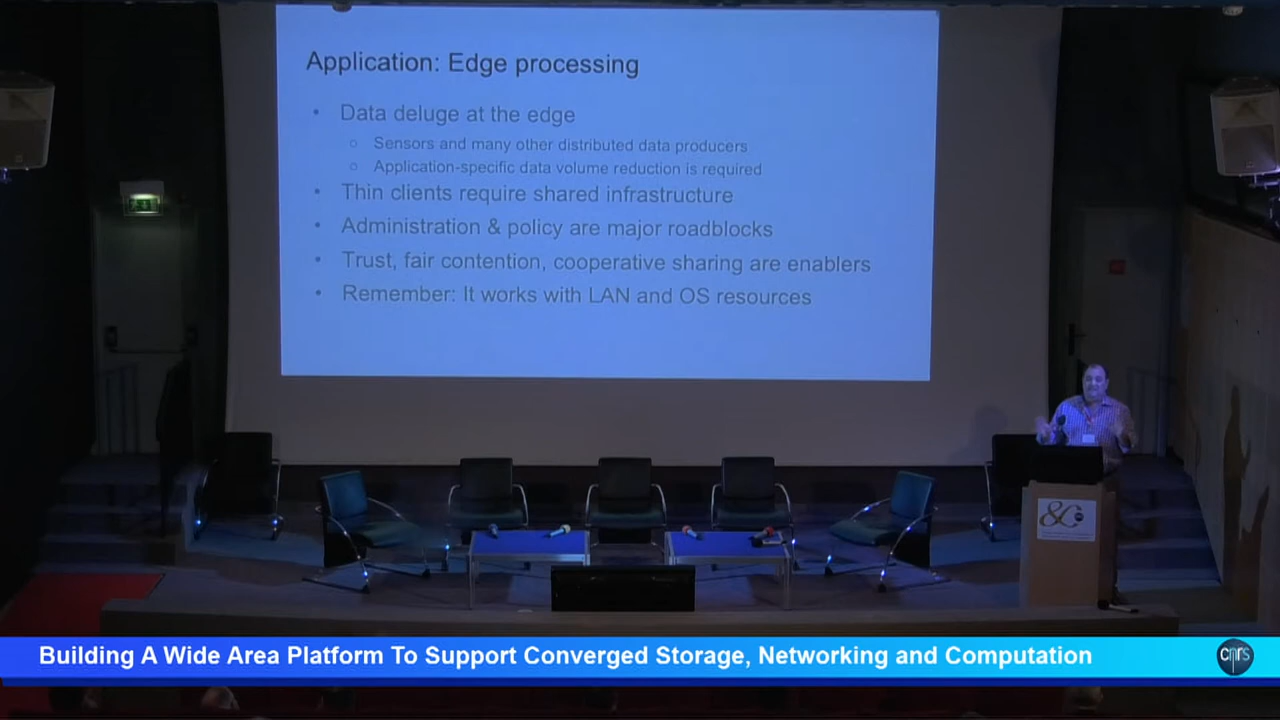 Application: Edge processing
• Data deluge at the edge
○ Sensors and many other distributed data producers
○ Application-specific data volume reduction is required
• Thin clients require shared infrastructure
• Administration & policy are major roadblocks
• Trust, fair contention, cooperative sharing are enablers
• Remember: It works with LAN and OS resources
&C
Building A Wide Area Platform To Support Converged Storage, Networking and Computation
cnrs